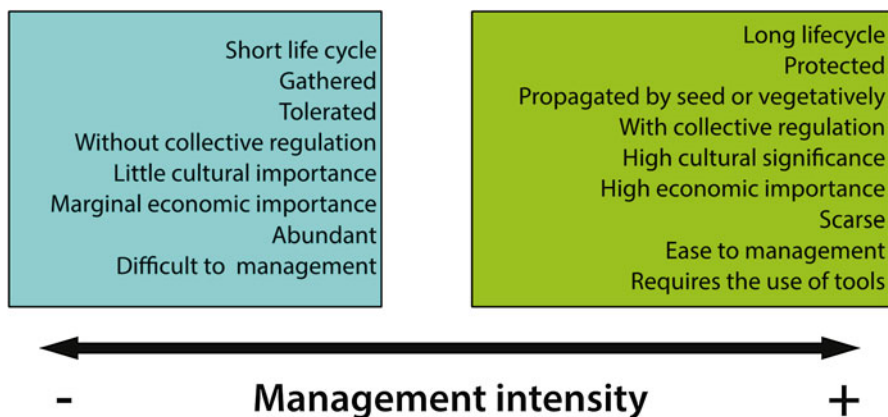 Short life cycle
Gathered
Tolerated
Without collective regulation
Little cultural importance
Marginal economic importance
Abundant
Difficult to management
Long lifecycle
Protected
Propagated by seed or vegetatively
With collective regulation
High cultural significance
High economic importance
Scarse
Ease to management
Requires the use of tools
- Management intensity +